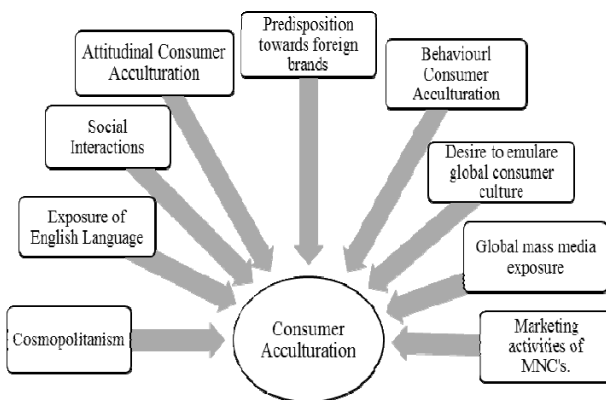 Predisposition
towards foreign
brands
Attitudinal Consumer
Acculturation
Behaviourl
Consumer
Acculturation
Social
Interactions
Desire to emulare
global consumer
culture
Exposure of
English Language
Global mass media
exposure
Cosmopolitanism
Consumer
Acculturation
Marketing
activities of
MNC's.